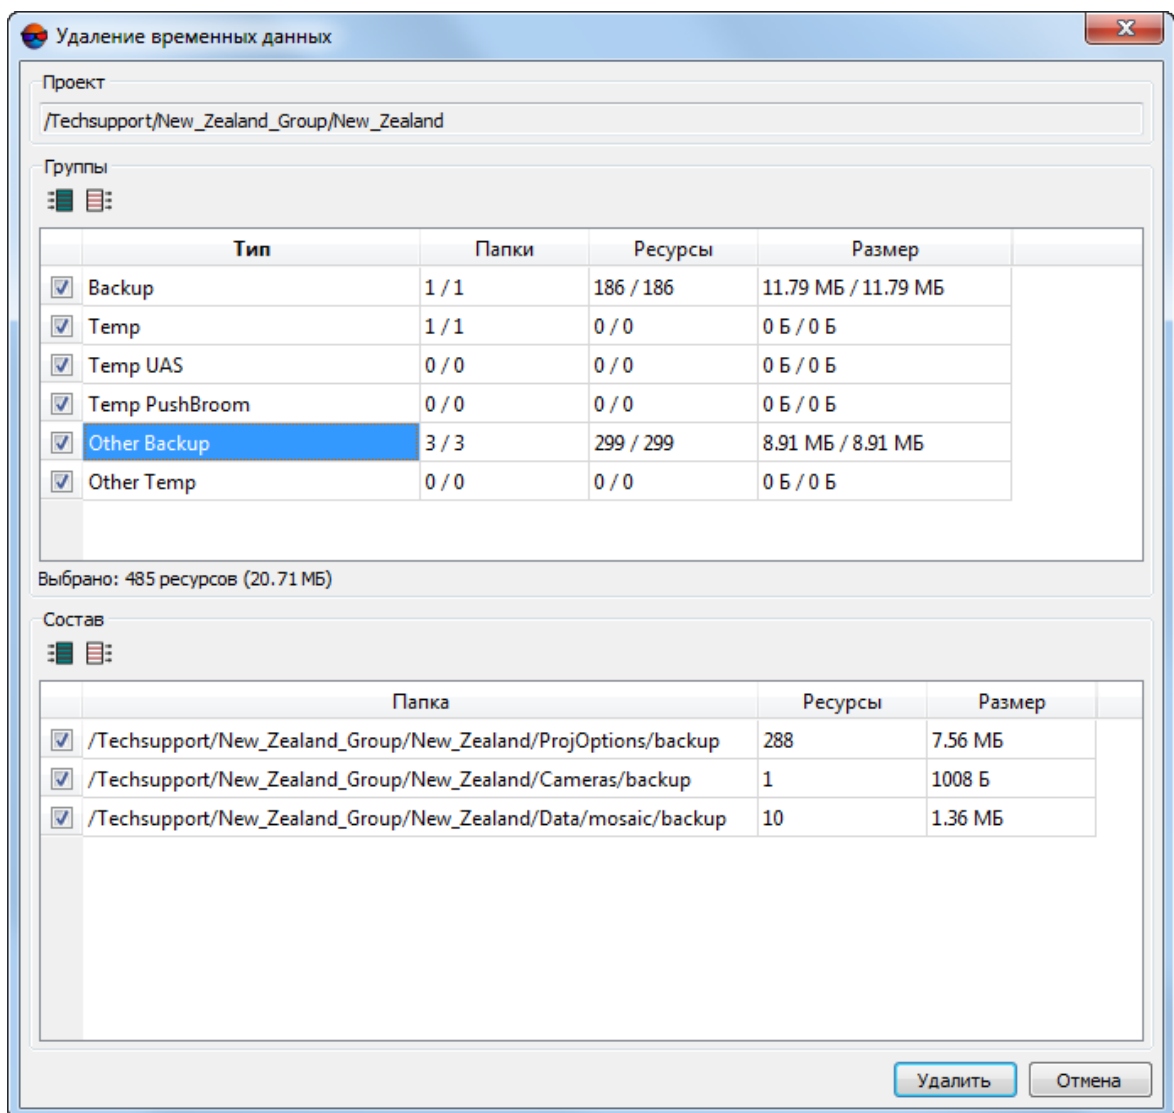 Удаление временных данных
Проект
/Techsupport/New_Zealand_Group/New_Zealand
Группы
Тип Папки Ресурсы Размер
Backup 1 / 1 186 / 186 11.79 МБ / 11.79 МБ
Temp 1 / 1 0 / 0 0 Б / 0 Б
Temp UAS 0 / 0 0 / 0 0 Б / 0 Б
Temp PushBroom 0 / 0 0 / 0 0 Б / 0 Б
Other Backup 3 / 3 299 / 299 8.91 МБ / 8.91 МБ
Other Temp 0 / 0 0 / 0 0 Б / 0 Б
Выбрано: 485 ресурсов (20.71 МБ)
Состав
Папка Ресурсы Размер
/Techsupport/New_Zealand_Group/New_Zealand/ProjOptions/backup 288 7.56 МБ
/Techsupport/New_Zealand_Group/New_Zealand/Cameras/backup 1 1008 Б
/Techsupport/New_Zealand_Group/New_Zealand/Data/mosaic/backup 10 1.36 МБ
Удалить Отмена